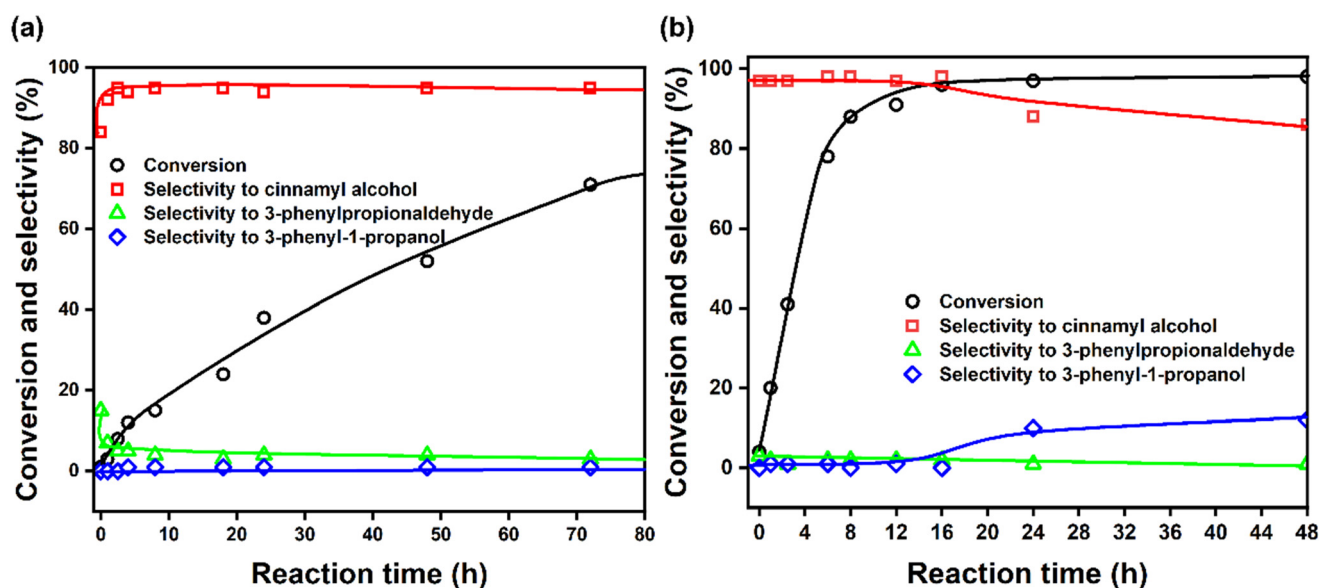 (a)
Conversion and selectivity (%)
100
80
60
40
20
0
Conversion
Selectivity to cinnamyl alcohol
Selectivity to 3-phenylpropionaldehyde
Selectivity to 3-phenyl-1-propanol
0 10 20 30 40 50 60 70 80
Reaction time (h)
(b)
Conversion and selectivity (%)
100
80
60
40
20
0
Conversion
Selectivity to cinnamyl alcohol
Selectivity to 3-phenylpropionaldehyde
Selectivity to 3-phenyl-1-propanol
0 4 8 12 16 20 24 28 32 36 40 44 48
Reaction time (h)